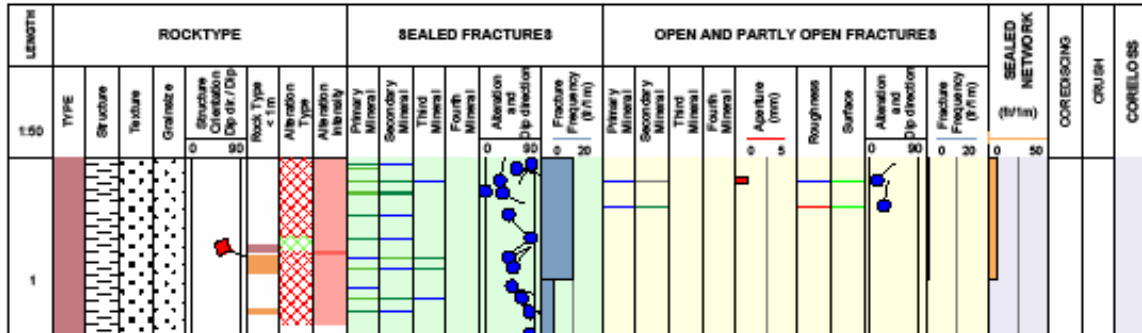 LENGTH
ROCKTYPE
SEALED FRACTURES
OPEN AND PARTLY OPEN FRACTURES
SEALED
NETWORK
(fr/1m)
0 50
COREDISCING
CRUSH
CORELOSS
1:50
TYPE
Structure
Texture
Grainsize
Structure
Orientation
Dip dir. / Dip
0 90
Rock Type
< 1m
Alteration
Type
Alteration
Intensity
Primary
Mineral
Secondary
Mineral
Third
Mineral
Fourth
Mineral
Alteration
and
Dip direction
0 90
Fracture
Frequency
(fr/1m)
0 20
Primary
Mineral
Secondary
Mineral
Third
Mineral
Fourth
Mineral
Aperture
(mm)
0 5
Roughness
Surface
Alteration
and
Dip direction
0 90
Fracture
Frequency
(fr/1m)
0 20
1